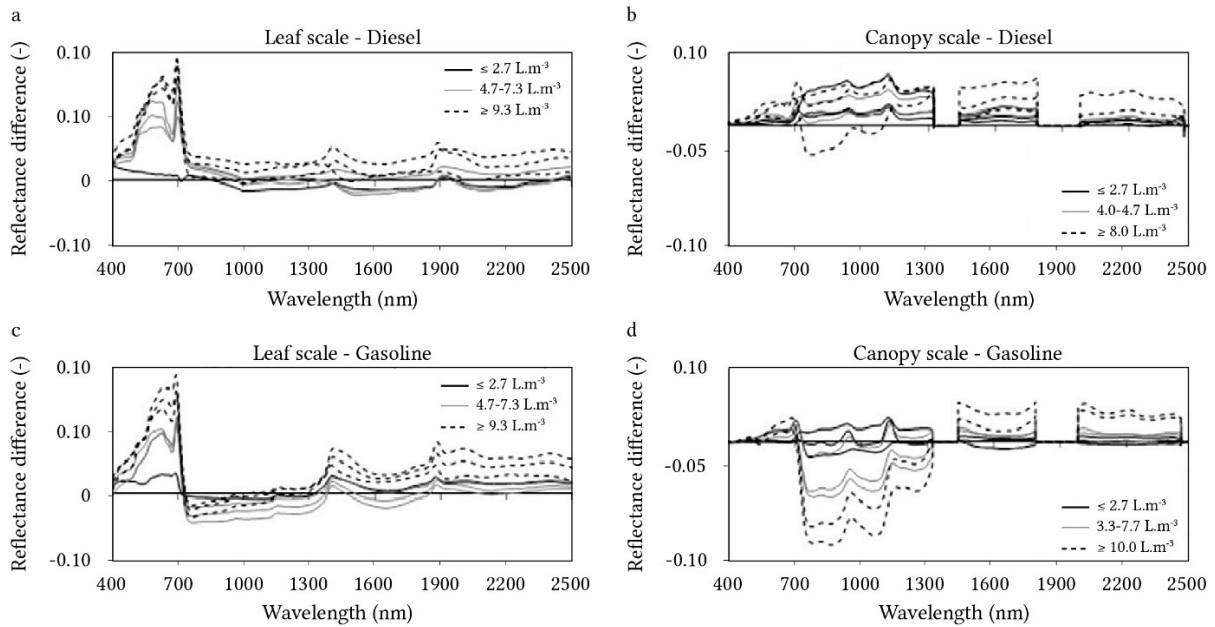 a
Leaf scale - Diesel
Reflectance difference (-)
0.10
0.10
0
-0.10
≤ 2.7 L.m⁻³
4.7-7.3 L.m⁻³
≥ 9.3 L.m⁻³
400 700 1000 1300 1600 1900 2200 2500
Wavelength (nm)
b
Canopy scale - Diesel
Reflectance difference (-)
0.10
-0.05
-0.10
≤ 2.7 L.m⁻³
4.0-4.7 L.m⁻³
≥ 8.0 L.m⁻³
400 700 1000 1300 1600 1900 2200 2500
Wavelength (nm)
c
Leaf scale - Gasoline
Reflectance difference (-)
0.10
0.10
0
-0.10
≤ 2.7 L.m⁻³
4.7-7.3 L.m⁻³
≥ 9.3 L.m⁻³
400 700 1000 1300 1600 1900 2200 2500
Wavelength (nm)
d
Canopy scale - Gasoline
Reflectance difference (-)
0.10
-0.05
-0.10
≤ 2.7 L.m⁻³
3.3-7.7 L.m⁻³
≥ 10.0 L.m⁻³
400 700 1000 1300 1600 1900 2200 2500
Wavelength (nm)